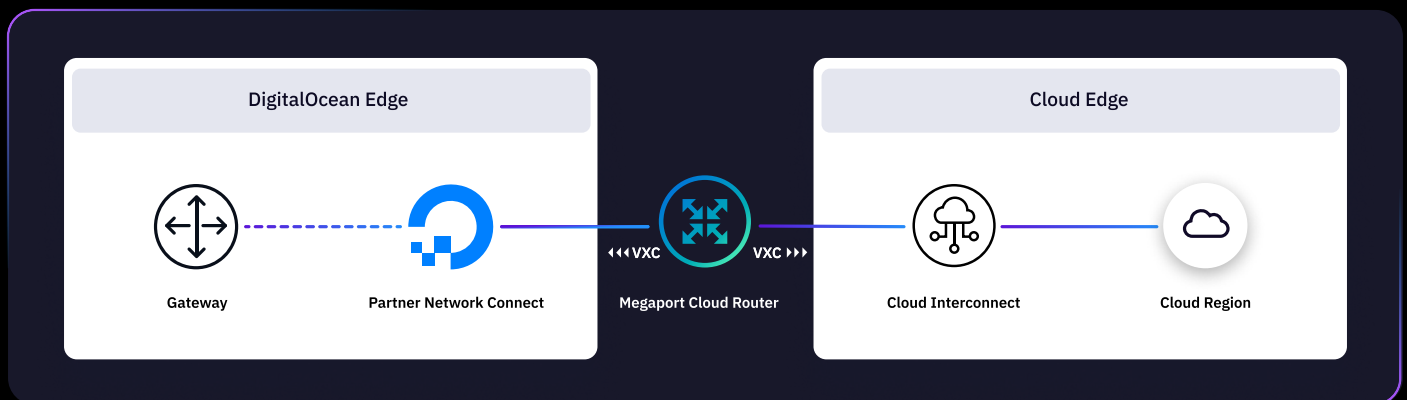 DigitalOcean Edge
Cloud Edge
VXC
VXC
Gateway
Partner Network Connect
Megaport Cloud Router
Cloud Interconnect
Cloud Region